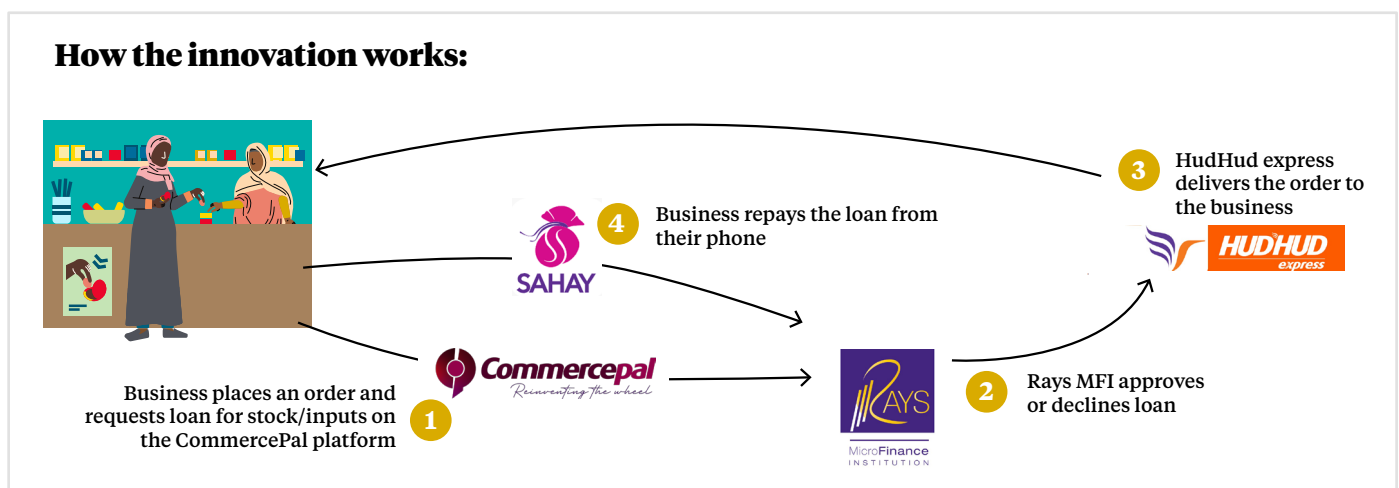 How the innovation works:
3
HudHud express
delivers the order to
the business
HUDHUD
express
4
Business repays the loan from
their phone
SAHAY
Commercepal
Reinventing the wheel
Business places an order and
requests loan for stock/inputs on
the CommercePal platform
1
RAYS
MicroFinance
INSTITUTION
2
Rays MFI approves
or declines loan